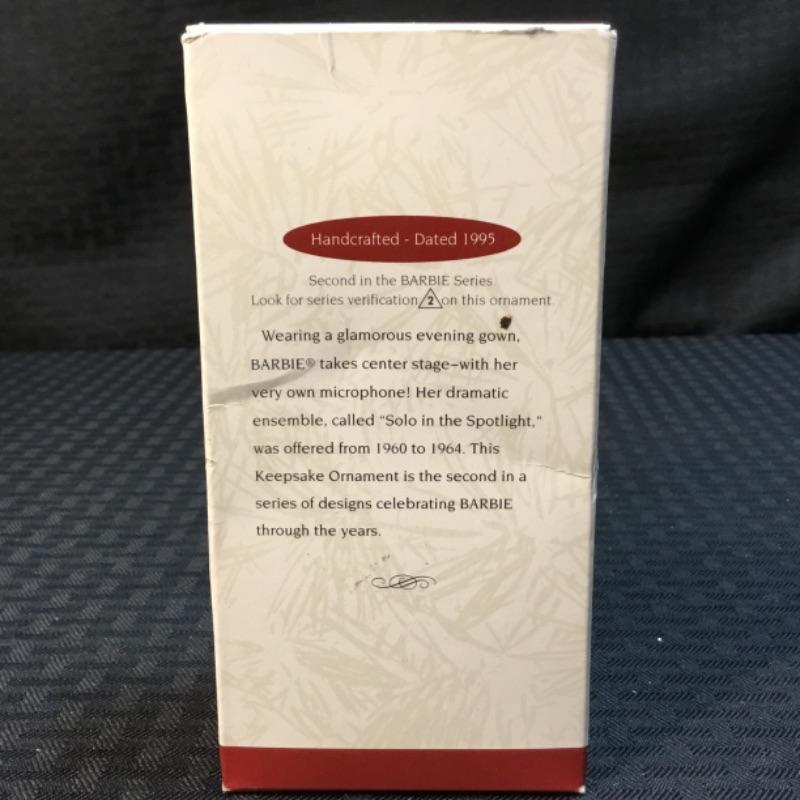 Handcrafted - Dated 1995
Second in the BARBIE Series
Look for series verification 2 on this ornament
Wearing a glamorous evening gown,
BARBIE® takes center stage–with her
very own microphone! Her dramatic
ensemble, called "Solo in the Spotlight,"
was offered from 1960 to 1964. This
Keepsake Ornament is the second in a
series of designs celebrating BARBIE
through the years.